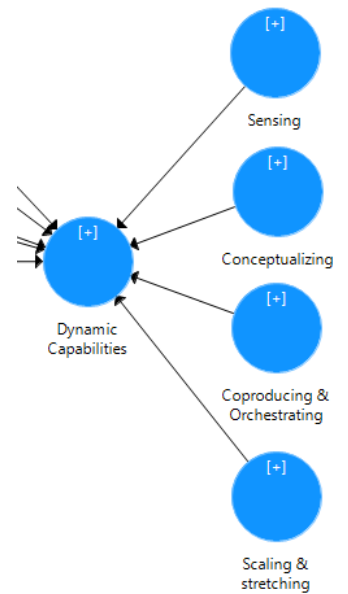 [+]
Sensing
[+]
Conceptualizing
[+]
Dynamic
Capabilities
[+]
Coproducing &
Orchestrating
[+]
Scaling &
stretching